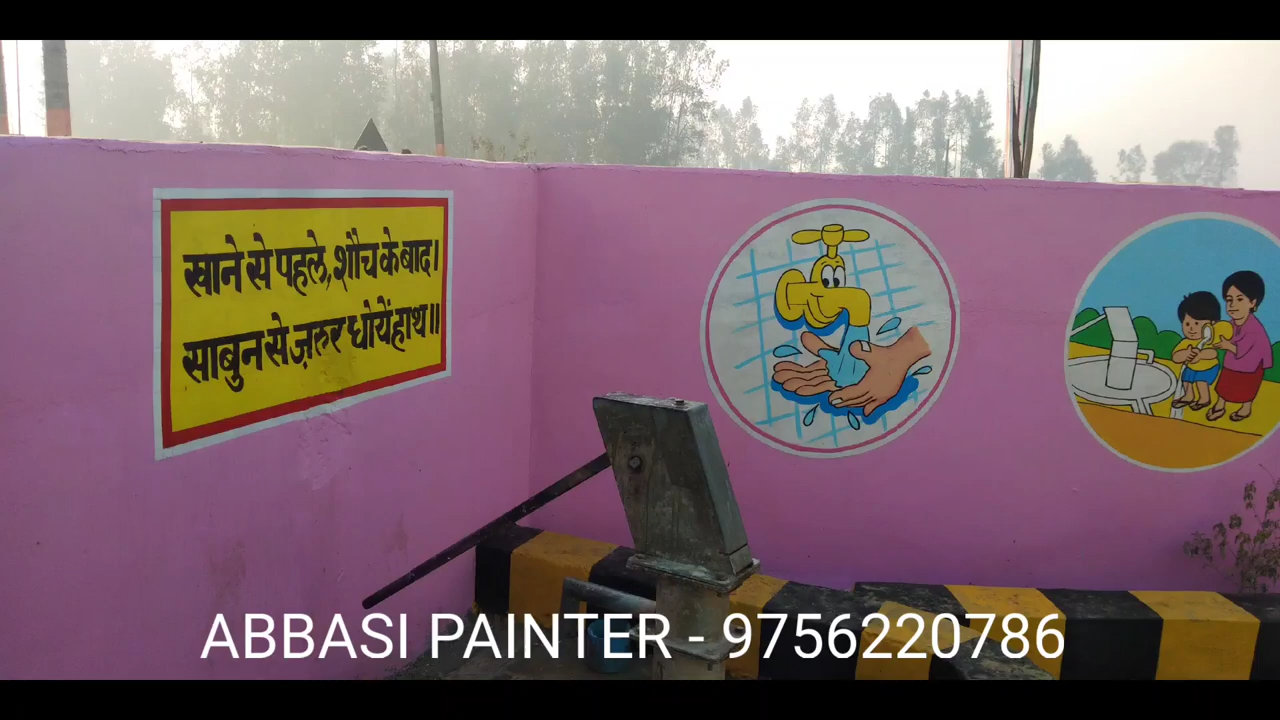 खाने से पहले, शौच के बाद।
साबुन से ज़रुर धोयें हाथ॥
ABBASI PAINTER - 9756220786